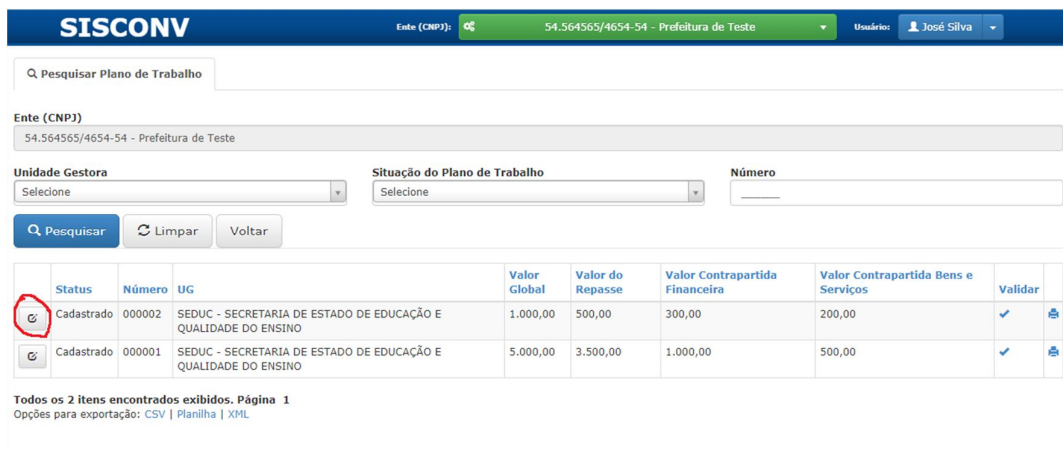 SISCONV Ente (CNPJ): 54.564565/4654-54 - Prefeitura de Teste Usuário: José Silva
Pesquisar Plano de Trabalho
Ente (CNPJ)
54.564565/4654-54 - Prefeitura de Teste
Unidade Gestora Situação do Plano de Trabalho Número
Selecione Selecione ______
Pesquisar Limpar Voltar
Status Número UG Valor Global Valor do Repasse Valor Contrapartida Financeira Valor Contrapartida Bens e Serviços Validar
Cadastrado 000002 SEDUC - SECRETARIA DE ESTADO DE EDUCAÇÃO E QUALIDADE DO ENSINO 1.000,00 500,00 300,00 200,00
Cadastrado 000001 SEDUC - SECRETARIA DE ESTADO DE EDUCAÇÃO E QUALIDADE DO ENSINO 5.000,00 3.500,00 1.000,00 500,00
Todos os 2 itens encontrados exibidos. Página 1
Opções para exportação: CSV | Planilha | XML